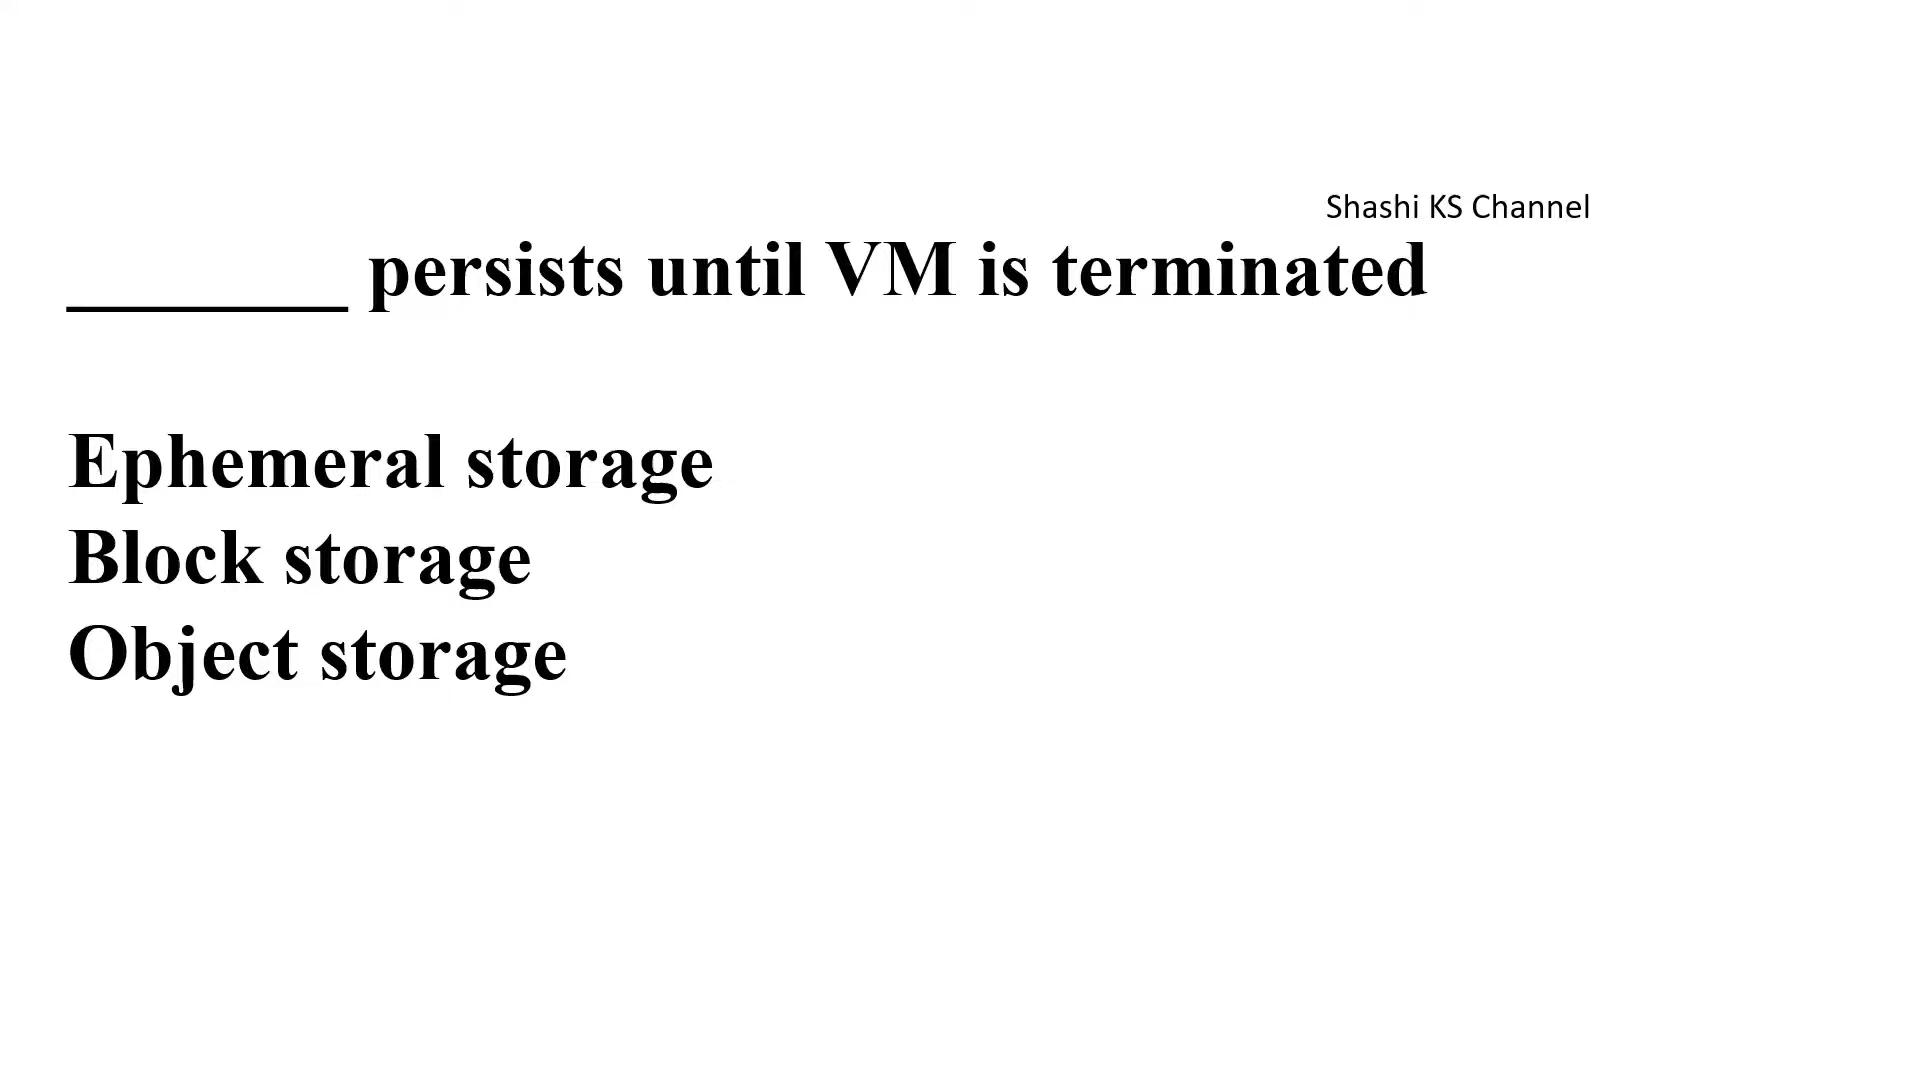 Shashi KS Channel
_______ persists until VM is terminated
Ephemeral storage
Block storage
Object storage